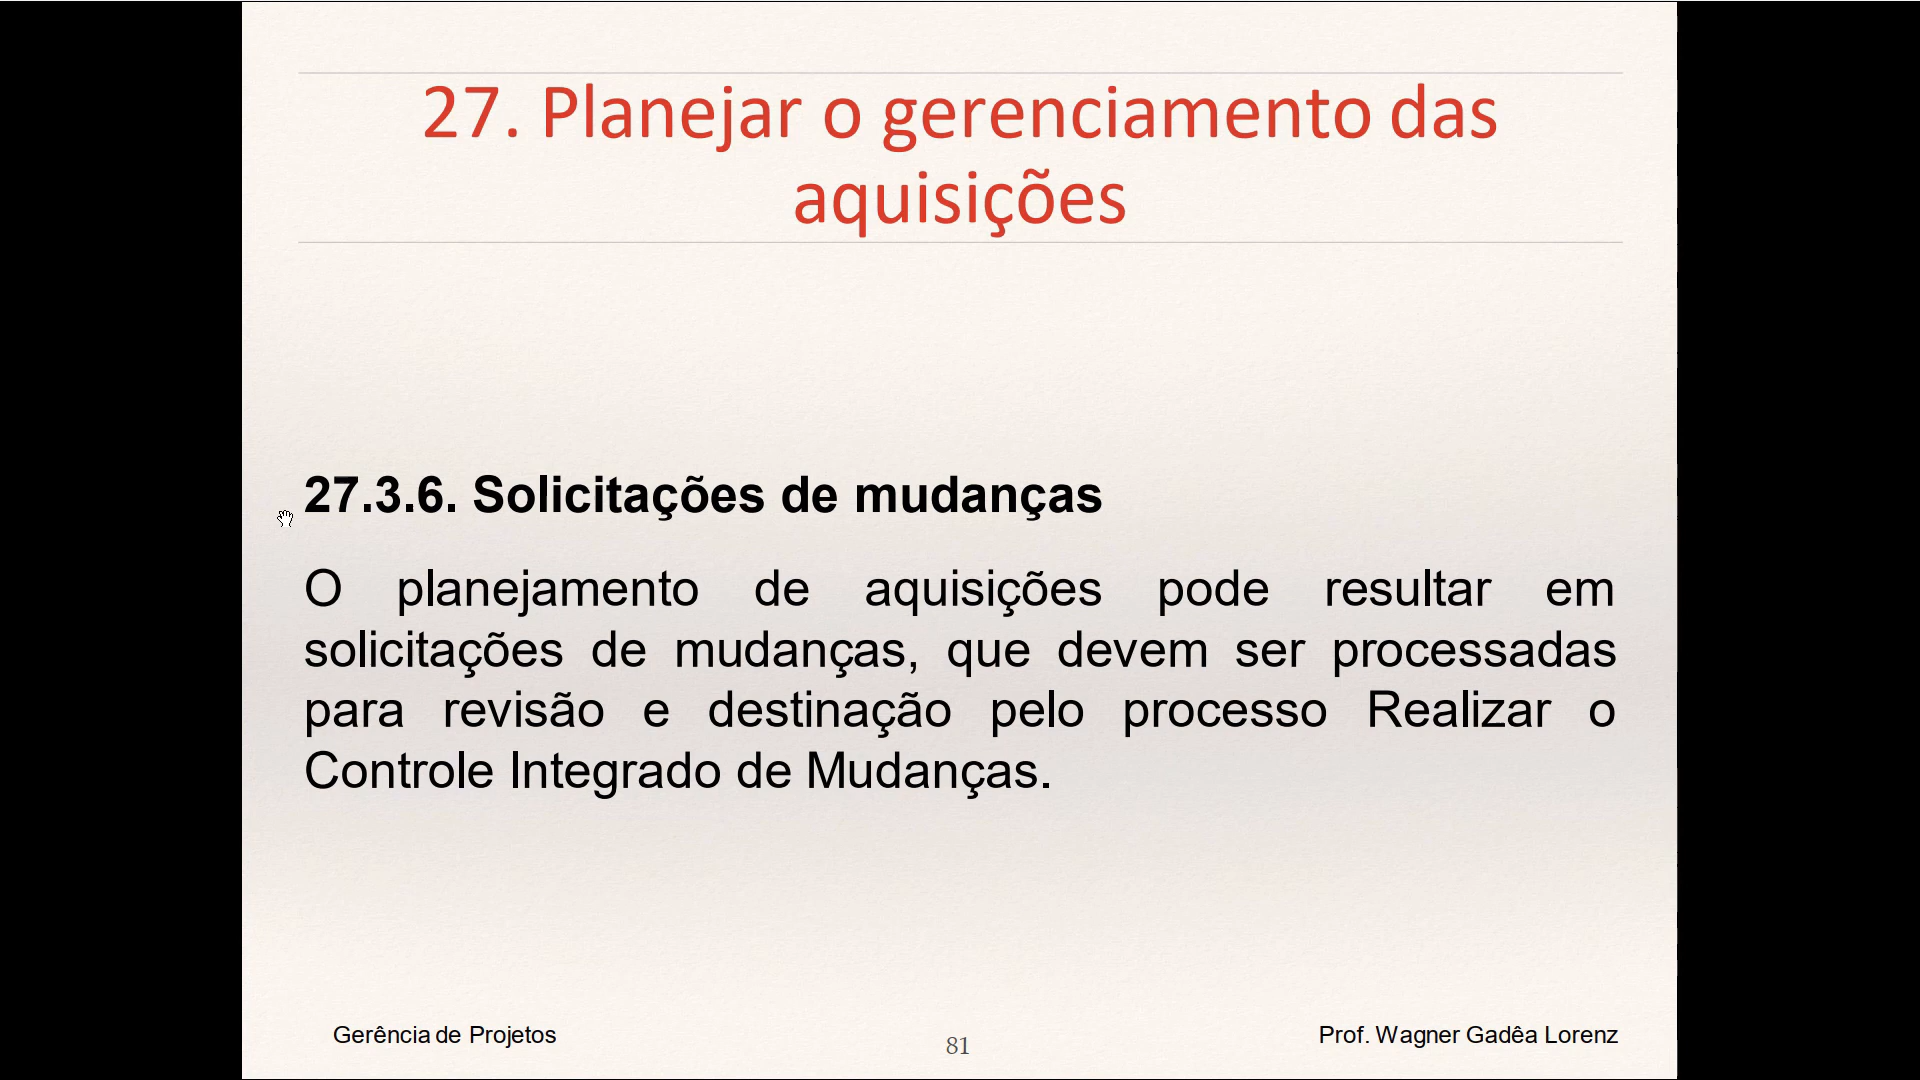 27. Planejar o gerenciamento das
aquisições
27.3.6. Solicitações de mudanças
O planejamento de aquisições pode resultar em
solicitações de mudanças, que devem ser processadas
para revisão e destinação pelo processo Realizar o
Controle Integrado de Mudanças.
Gerência de Projetos
81
Prof. Wagner Gadêa Lorenz